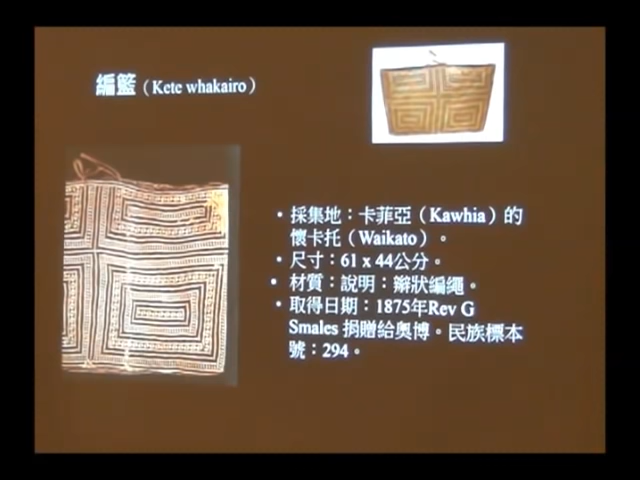 編籃（Kete whakairo）
•採集地：卡菲亞（Kawhia）的
懷卡托（Waikato）。
•尺寸：61 x 44公分。
•材質：說明：辮狀編繩。
•取得日期：1875年Rev G
Smales 捐贈給奧博。民族標本
號：294。